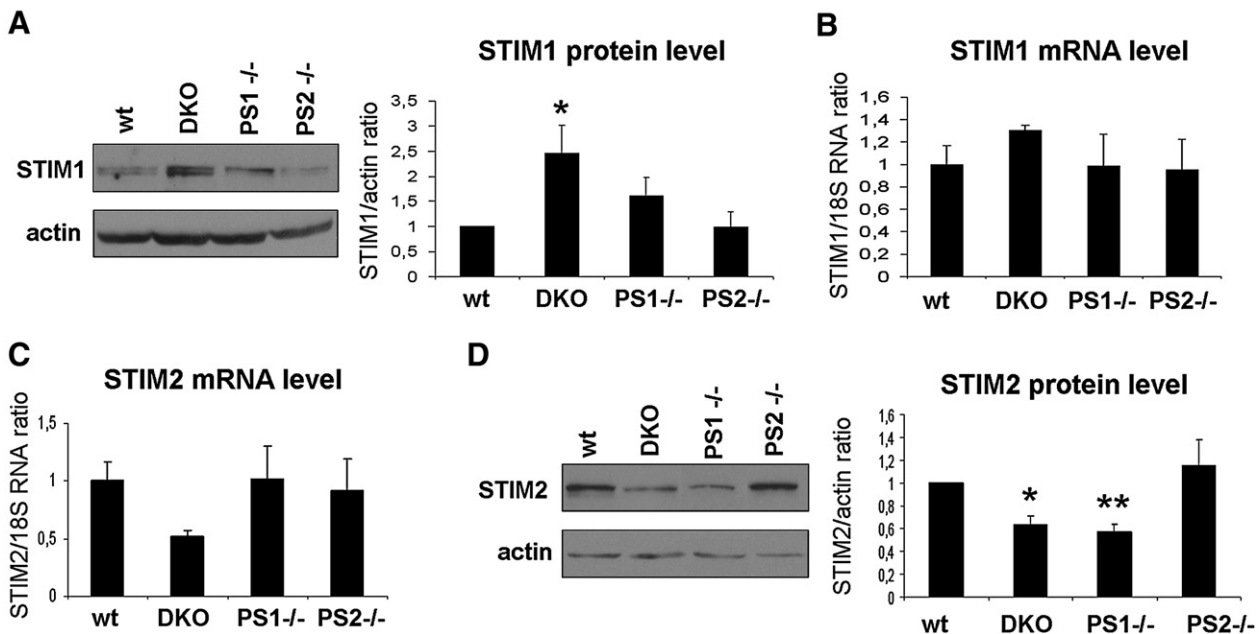 A
wt
DKO
PS1 -/-
PS2 -/-
STIM1
actin
STIM1 protein level
STIM1/actin ratio
3,5
3
2,5
2
1,5
1
0,5
0
*
wt DKO PS1-/- PS2-/-
B
STIM1 mRNA level
STIM1/18S RNA ratio
1,6
1,4
1,2
1
0,8
0,6
0,4
0,2
0
wt DKO PS1-/- PS2-/-
C
STIM2 mRNA level
STIM2/18S RNA ratio
1,5
1
0,5
0
wt DKO PS1-/- PS2-/-
D
wt
DKO
PS1 -/-
PS2 -/-
STIM2
actin
STIM2 protein level
STIM2/actin ratio
1,6
1,4
1,2
1
0,8
0,6
0,4
0,2
0
* **
wt DKO PS1-/- PS2-/-